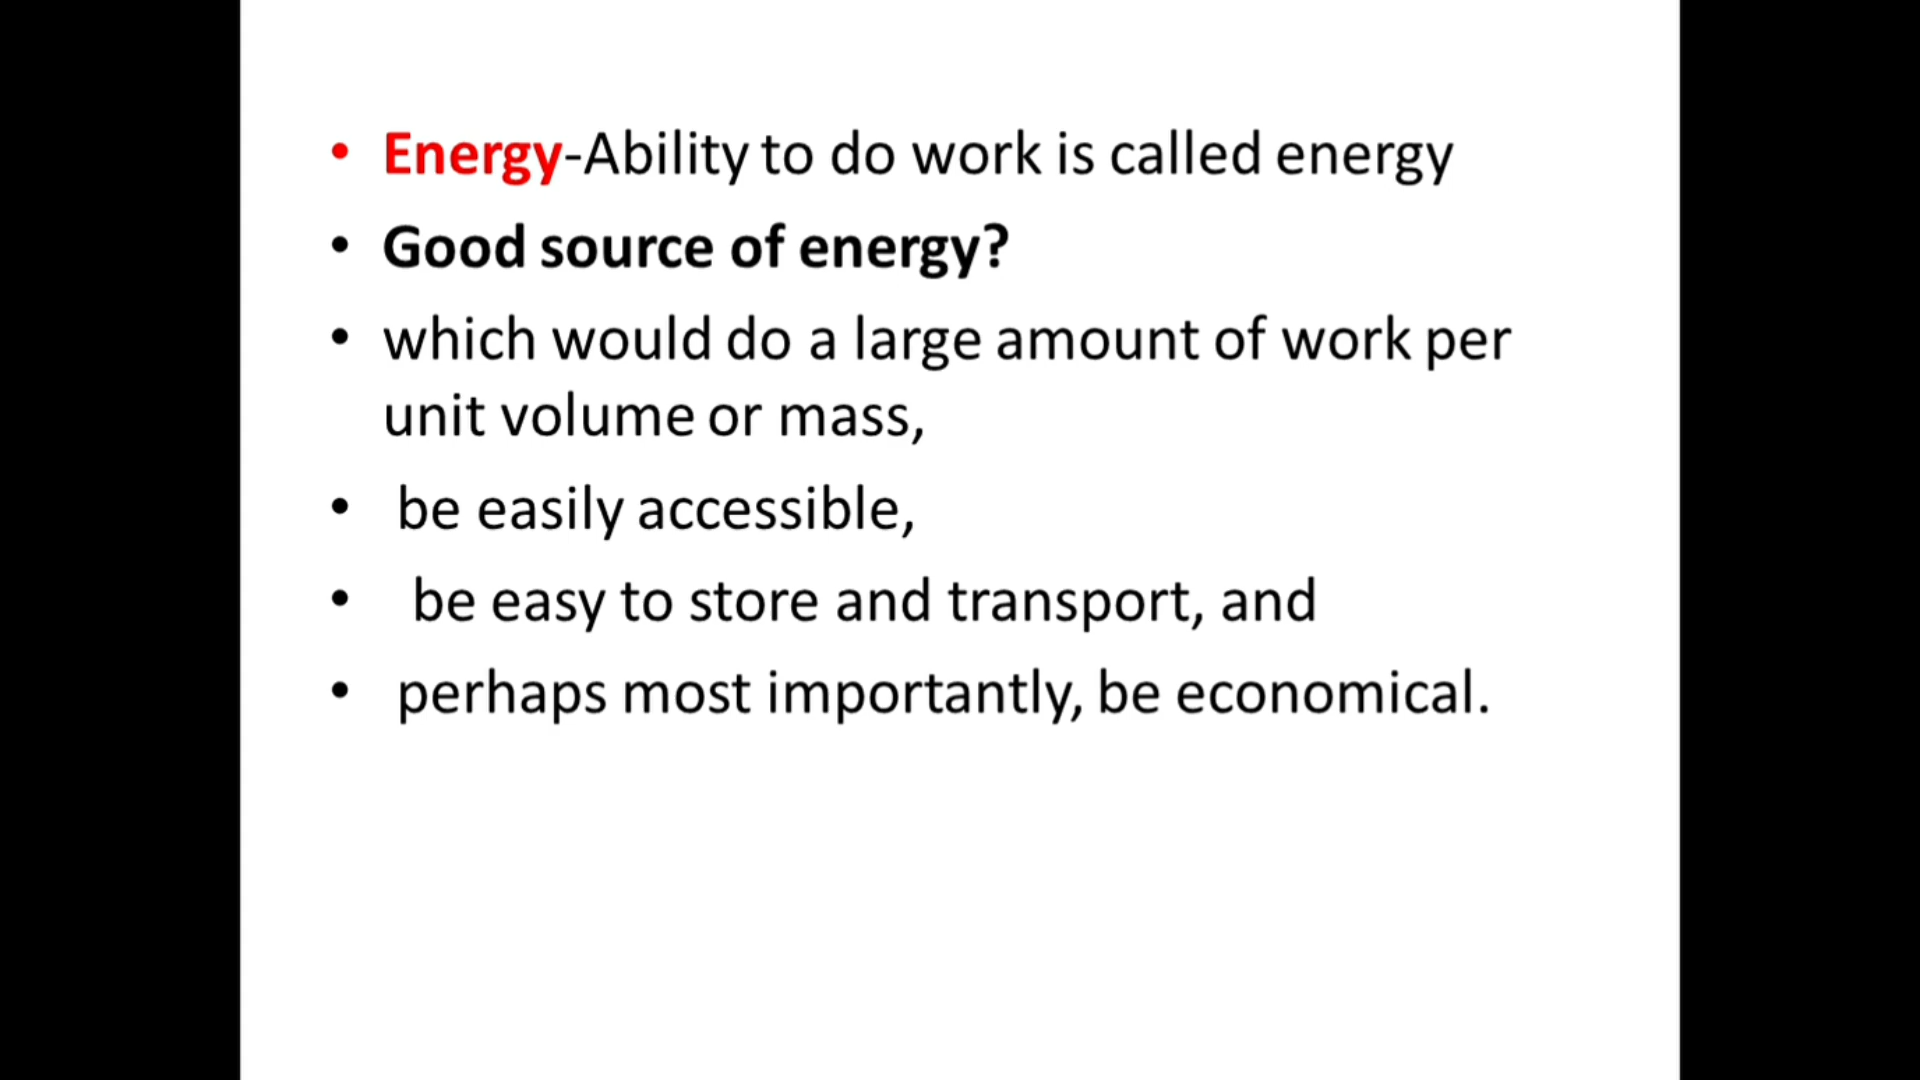 • Energy-Ability to do work is called energy
• Good source of energy?
• which would do a large amount of work per
unit volume or mass,
• be easily accessible,
• be easy to store and transport, and
• perhaps most importantly, be economical.